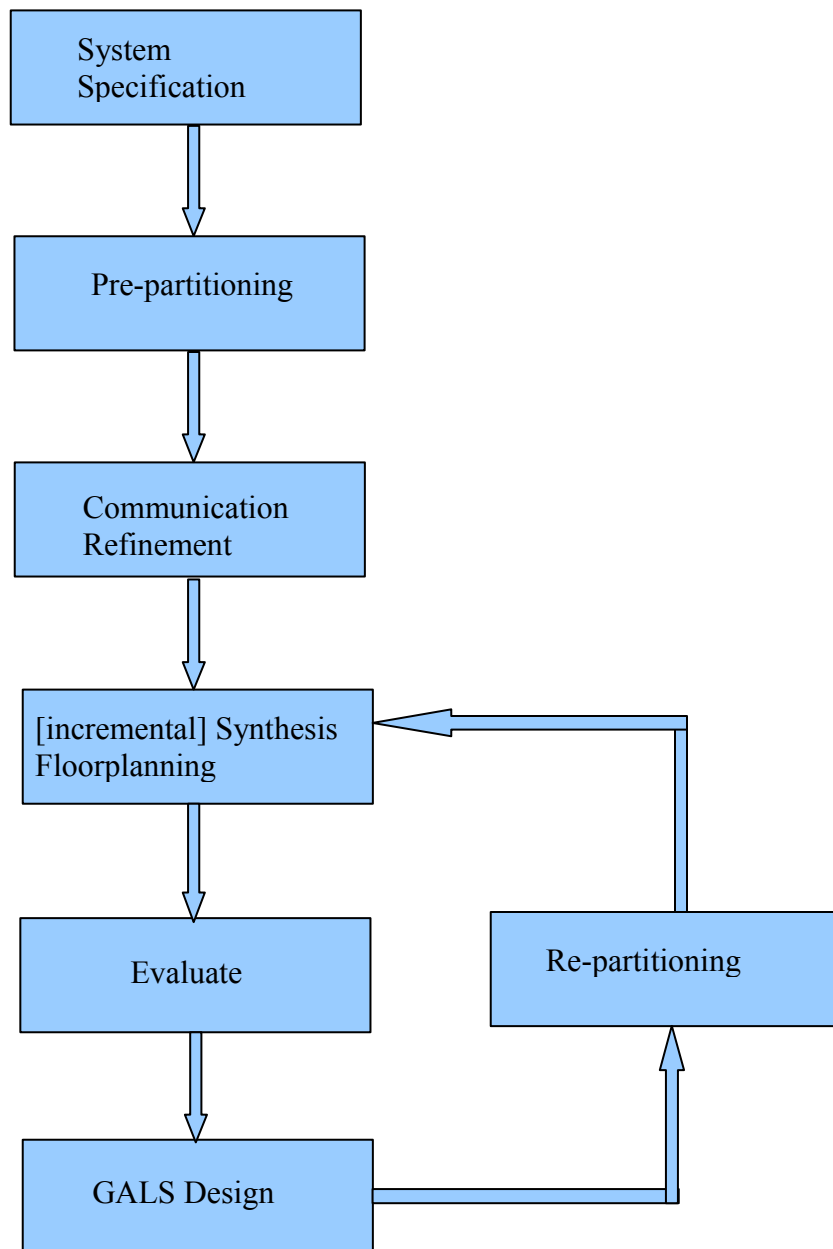 System
Specification
Pre-partitioning
Communication
Refinement
[incremental] Synthesis
Floorplanning
Evaluate
Re-partitioning
GALS Design